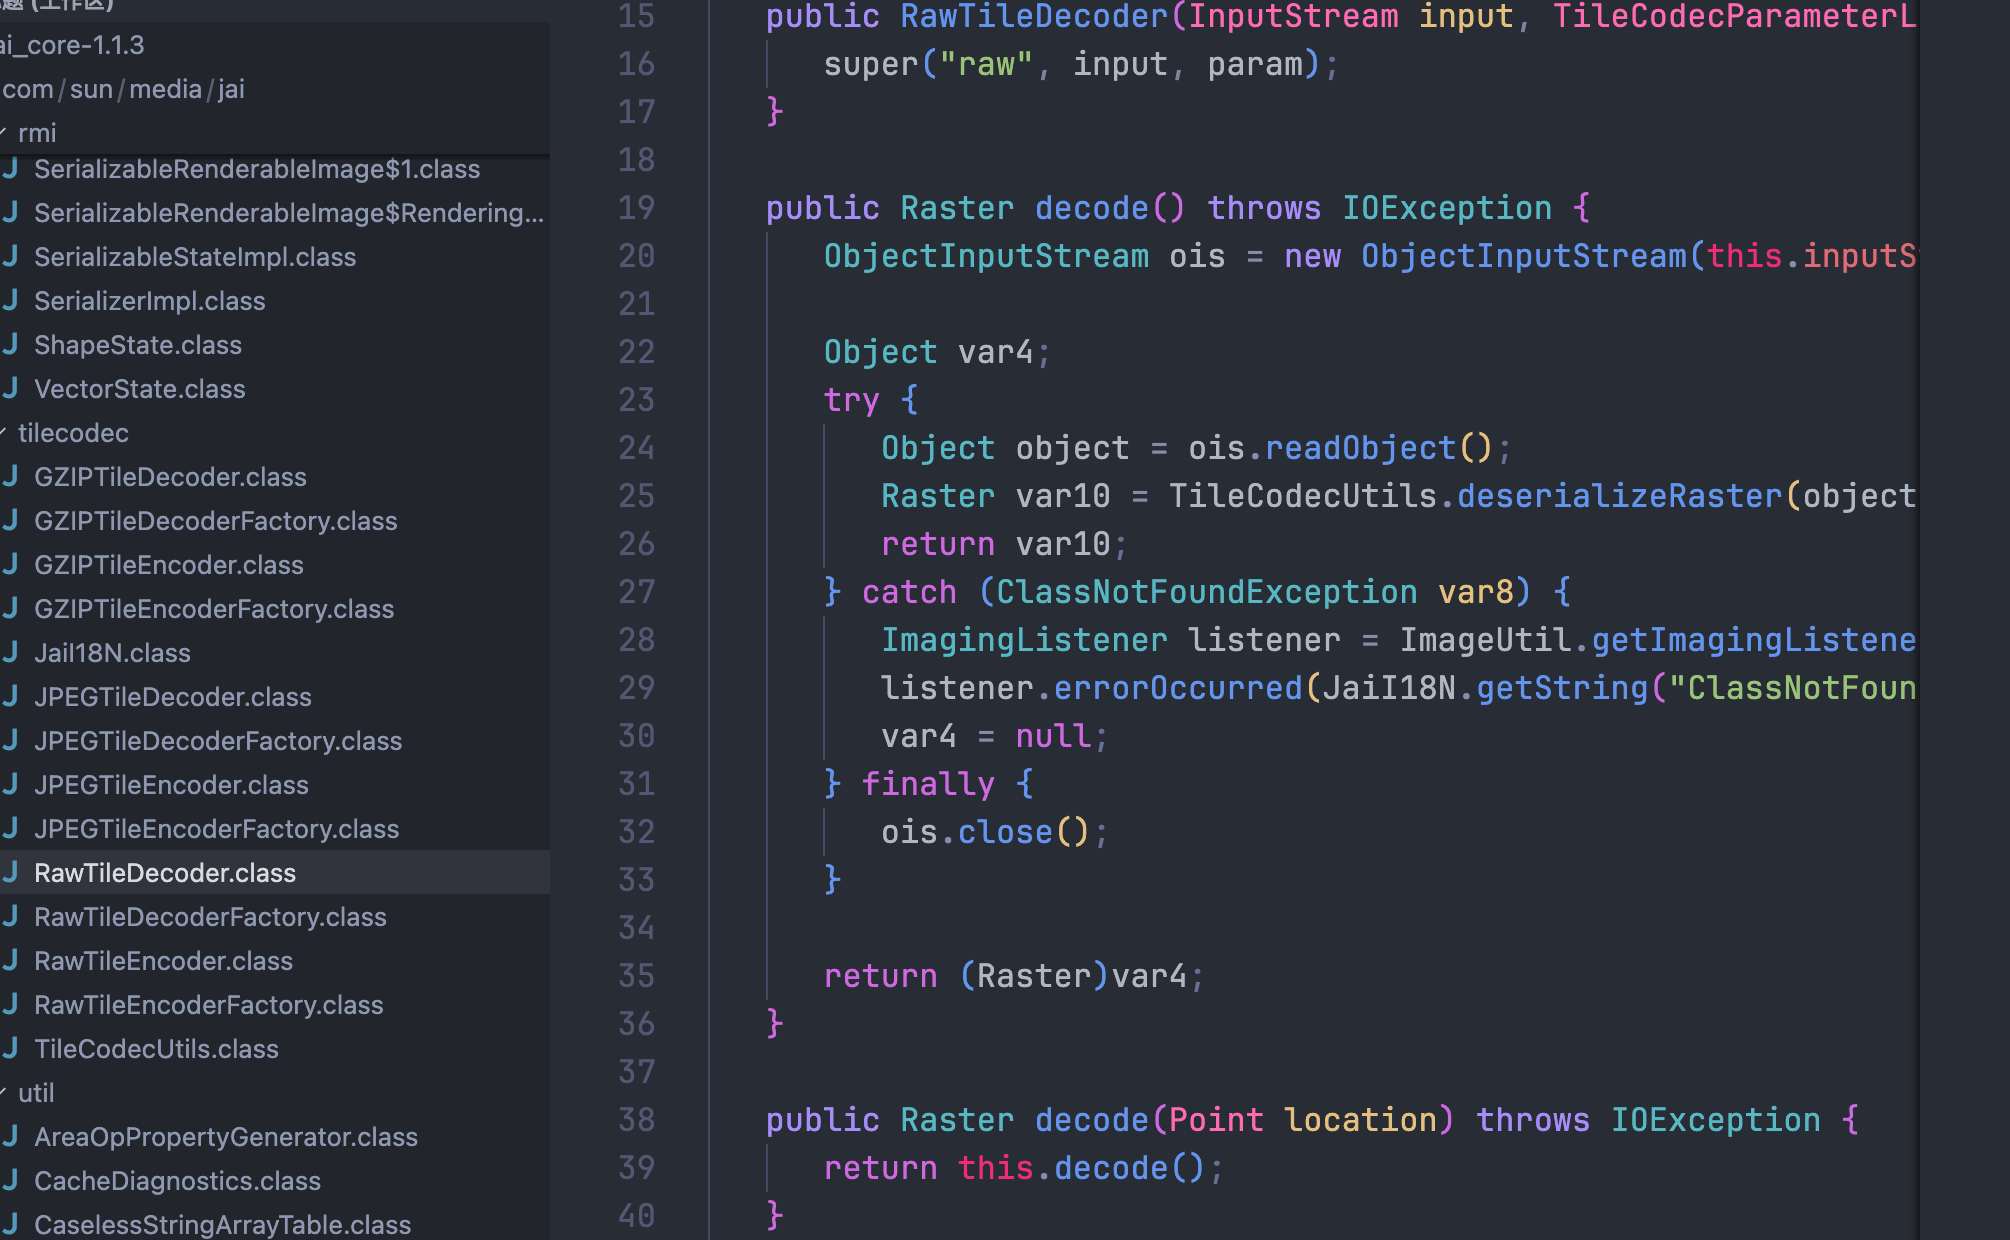 (工作区)
ai_core-1.1.3
com/sun/media/jai
rmi
SerializableRenderableImage$1.class
SerializableRenderableImage$Rendering...
SerializableStateImpl.class
SerializerImpl.class
ShapeState.class
VectorState.class
tilecodec
GZIPTileDecoder.class
GZIPTileDecoderFactory.class
GZIPTileEncoder.class
GZIPTileEncoderFactory.class
JaiI18N.class
JPEGTileDecoder.class
JPEGTileDecoderFactory.class
JPEGTileEncoder.class
JPEGTileEncoderFactory.class
RawTileDecoder.class
RawTileDecoderFactory.class
RawTileEncoder.class
RawTileEncoderFactory.class
TileCodecUtils.class
util
AreaOpPropertyGenerator.class
CacheDiagnostics.class
CaselessStringArrayTable.class
15 public RawTileDecoder(InputStream input, TileCodecParameterL
16 super("raw", input, param);
17 }
18
19 public Raster decode() throws IOException {
20 ObjectInputStream ois = new ObjectInputStream(this.inputS
21
22 Object var4;
23 try {
24 Object object = ois.readObject();
25 Raster var10 = TileCodecUtils.deserializeRaster(object
26 return var10;
27 } catch (ClassNotFoundException var8) {
28 ImagingListener listener = ImageUtil.getImagingListene
29 listener.errorOccurred(JaiI18N.getString("ClassNotFoun
30 var4 = null;
31 } finally {
32 ois.close();
33 }
34
35 return (Raster)var4;
36 }
37
38 public Raster decode(Point location) throws IOException {
39 return this.decode();
40 }